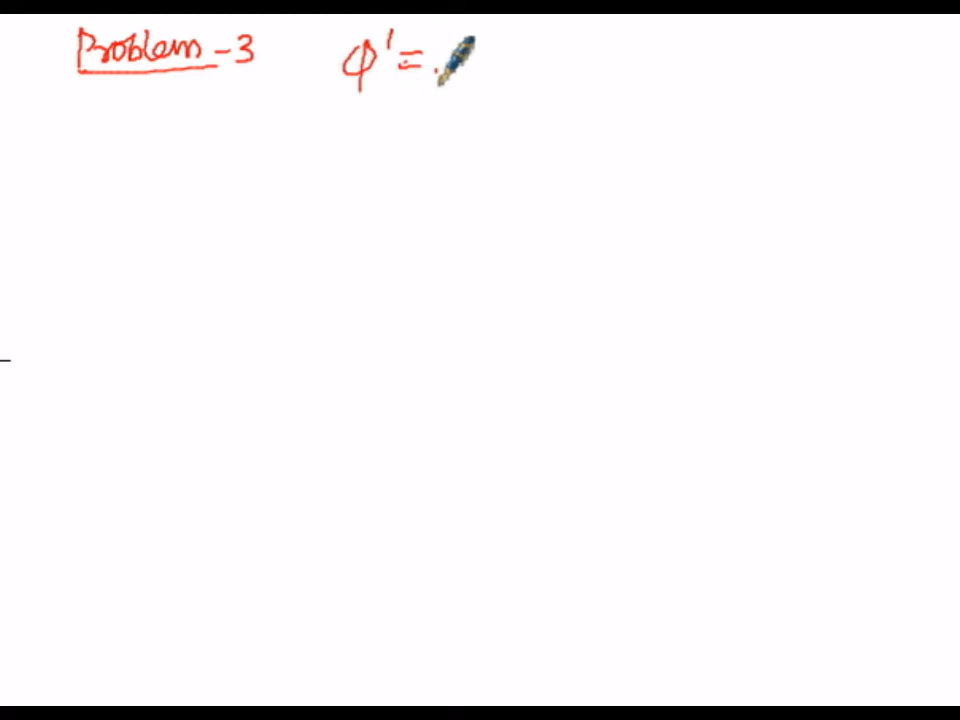 Problem - 3 φ' = .